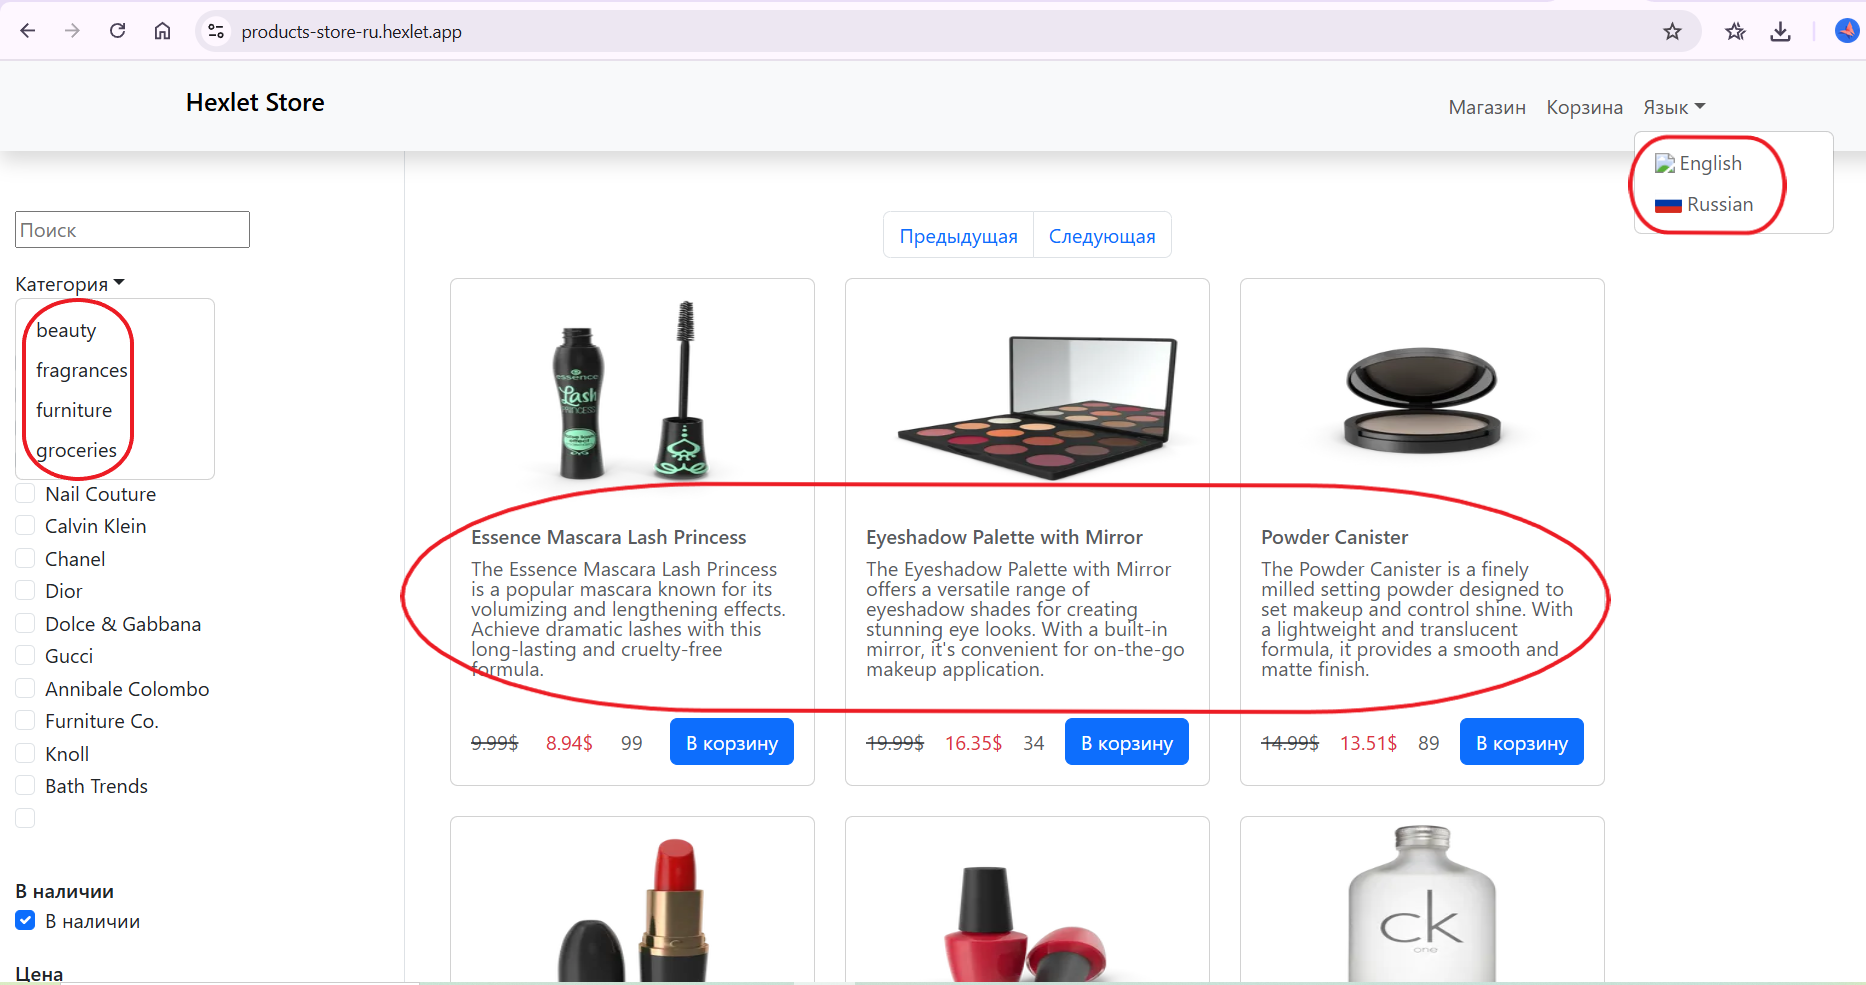 products-store-ru.hexlet.app
Hexlet Store
Магазин Корзина Язык
English
Russian
Поиск
Категория
beauty
fragrances
furniture
groceries
Nail Couture
Calvin Klein
Chanel
Dior
Dolce & Gabbana
Gucci
Annibale Colombo
Furniture Co.
Knoll
Bath Trends
В наличии
В наличии
Цена
Предыдущая Следующая
essence
Lash
PRINCESS
Essence Mascara Lash Princess
The Essence Mascara Lash Princess
is a popular mascara known for its
volumizing and lengthening effects.
Achieve dramatic lashes with this
long-lasting and cruelty-free
formula.
9.99$ 8.94$ 99 В корзину
Eyeshadow Palette with Mirror
The Eyeshadow Palette with Mirror
offers a versatile range of
eyeshadow shades for creating
stunning eye looks. With a built-in
mirror, it's convenient for on-the-go
makeup application.
19.99$ 16.35$ 34 В корзину
Powder Canister
The Powder Canister is a finely
milled setting powder designed to
set makeup and control shine. With
a lightweight and translucent
formula, it provides a smooth and
matte finish.
14.99$ 13.51$ 89 В корзину
ck
one